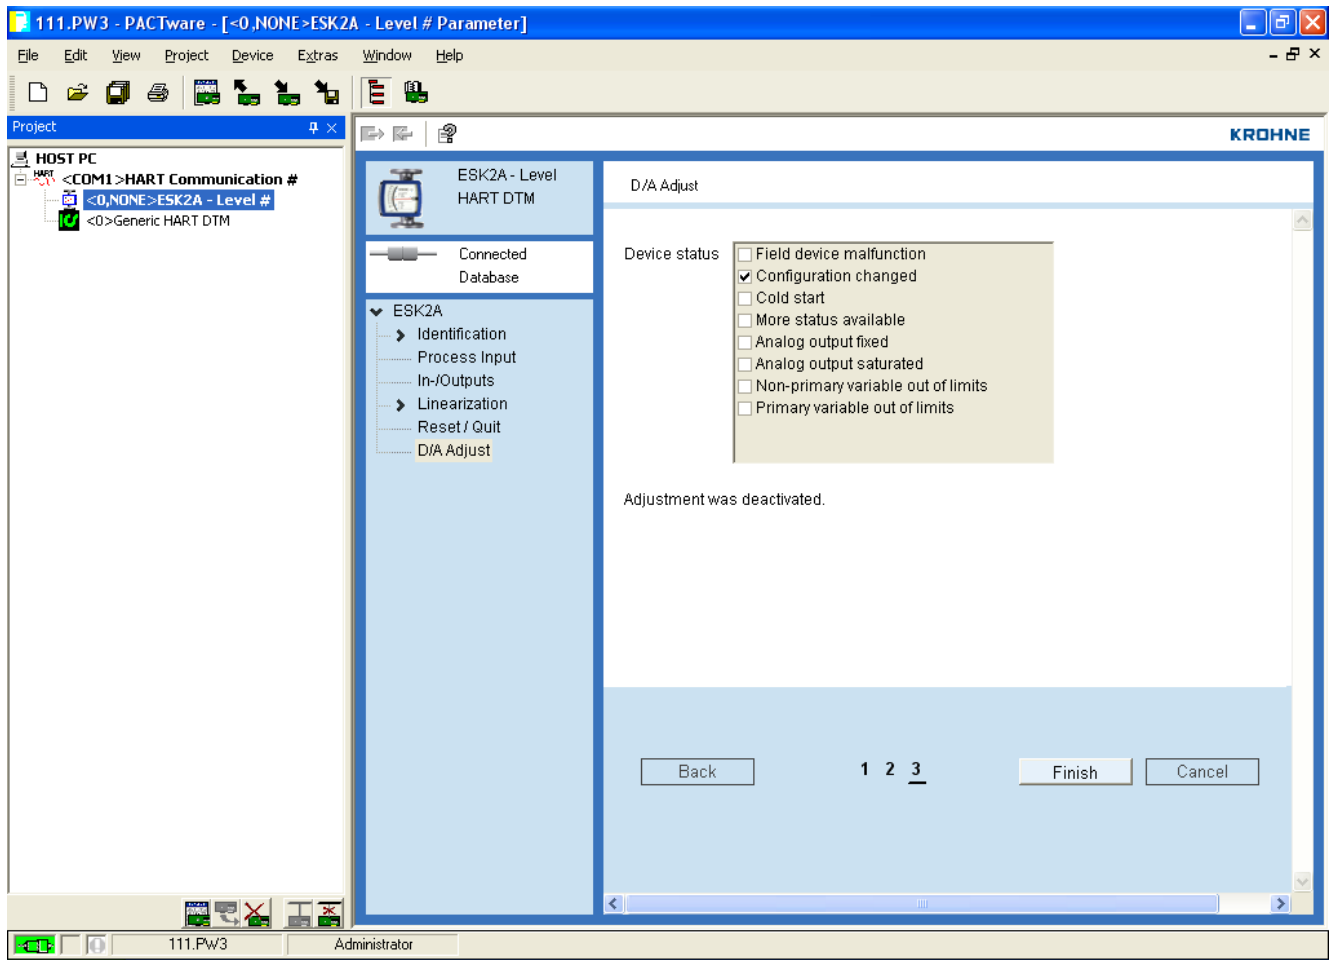 111.PW3 - PACTware - [<0,NONE>ESK2A - Level # Parameter]
File Edit View Project Device Extras Window Help
Project
KROHNE
HOST PC
HART <COM1>HART Communication #
<0,NONE>ESK2A - Level #
<0>Generic HART DTM
ESK2A - Level
HART DTM
Connected
Database
ESK2A
Identification
Process Input
In-/Outputs
Linearization
Reset / Quit
D/A Adjust
D/A Adjust
Device status
Field device malfunction
Configuration changed
Cold start
More status available
Analog output fixed
Analog output saturated
Non-primary variable out of limits
Primary variable out of limits
Adjustment was deactivated.
Back 1 2 3 Finish Cancel
111.PW3 Administrator